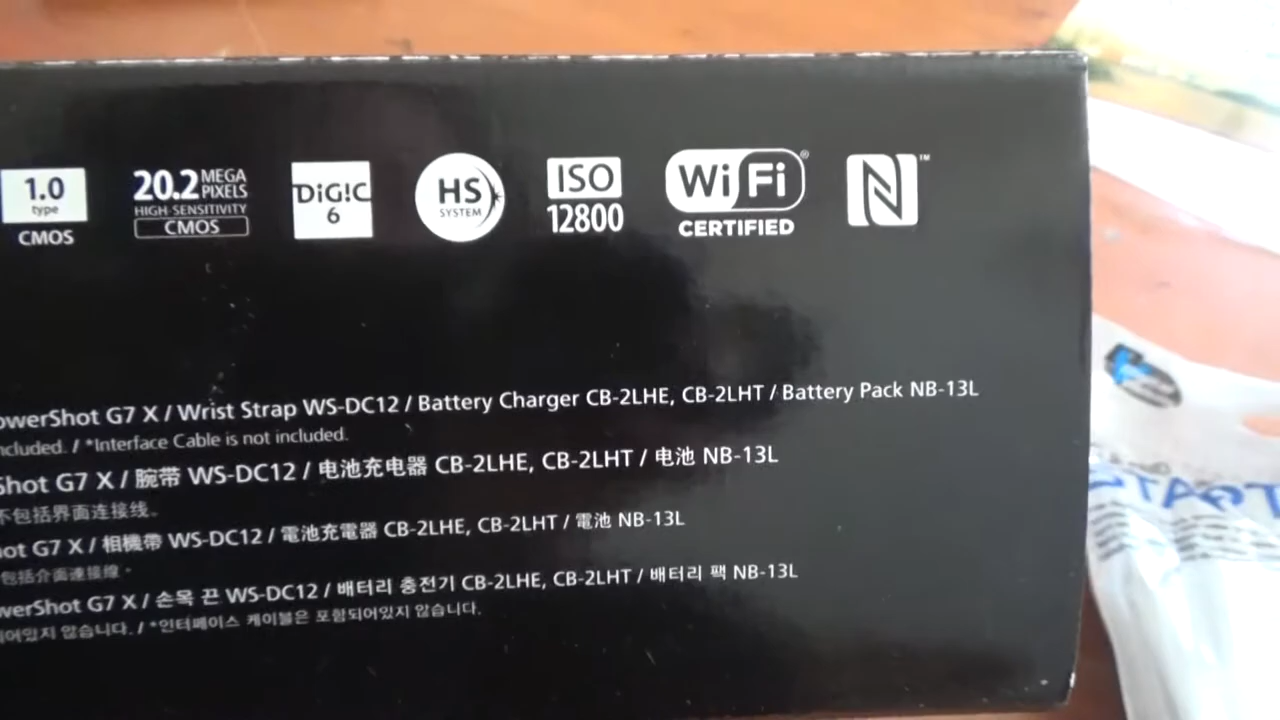 1.0
type
CMOS
20.2 MEGA PIXELS
HIGH-SENSITIVITY
CMOS
DiG!C
6
HS
SYSTEM
ISO
12800
Wi Fi ®
CERTIFIED
N ™
owerShot G7 X / Wrist Strap WS-DC12 / Battery Charger CB-2LHE, CB-2LHT / Battery Pack NB-13L
ncluded. / *Interface Cable is not included.
Shot G7 X / 腕带 WS-DC12 / 电池充电器 CB-2LHE, CB-2LHT / 电池 NB-13L
不包括界面连接线。
ot G7 X / 相機帶 WS-DC12 / 電池充電器 CB-2LHE, CB-2LHT / 電池 NB-13L
包括介面連接線。
werShot G7 X / 손목 끈 WS-DC12 / 배터리 충전기 CB-2LHE, CB-2LHT / 배터리 팩 NB-13L
되어있지 않습니다. / *인터페이스 케이블은 포함되어있지 않습니다.